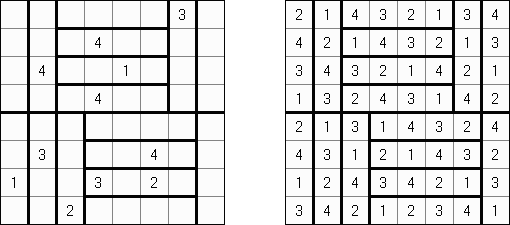 3
4
4 1
4
3 4
1 3 2
2
2 1 4 3 2 1 3 4
4 2 1 4 3 2 1 3
3 4 3 2 1 4 2 1
1 3 2 4 3 1 4 2
2 1 3 1 4 3 2 4
4 3 1 2 1 4 3 2
1 2 4 3 4 2 1 3
3 4 2 1 2 3 4 1